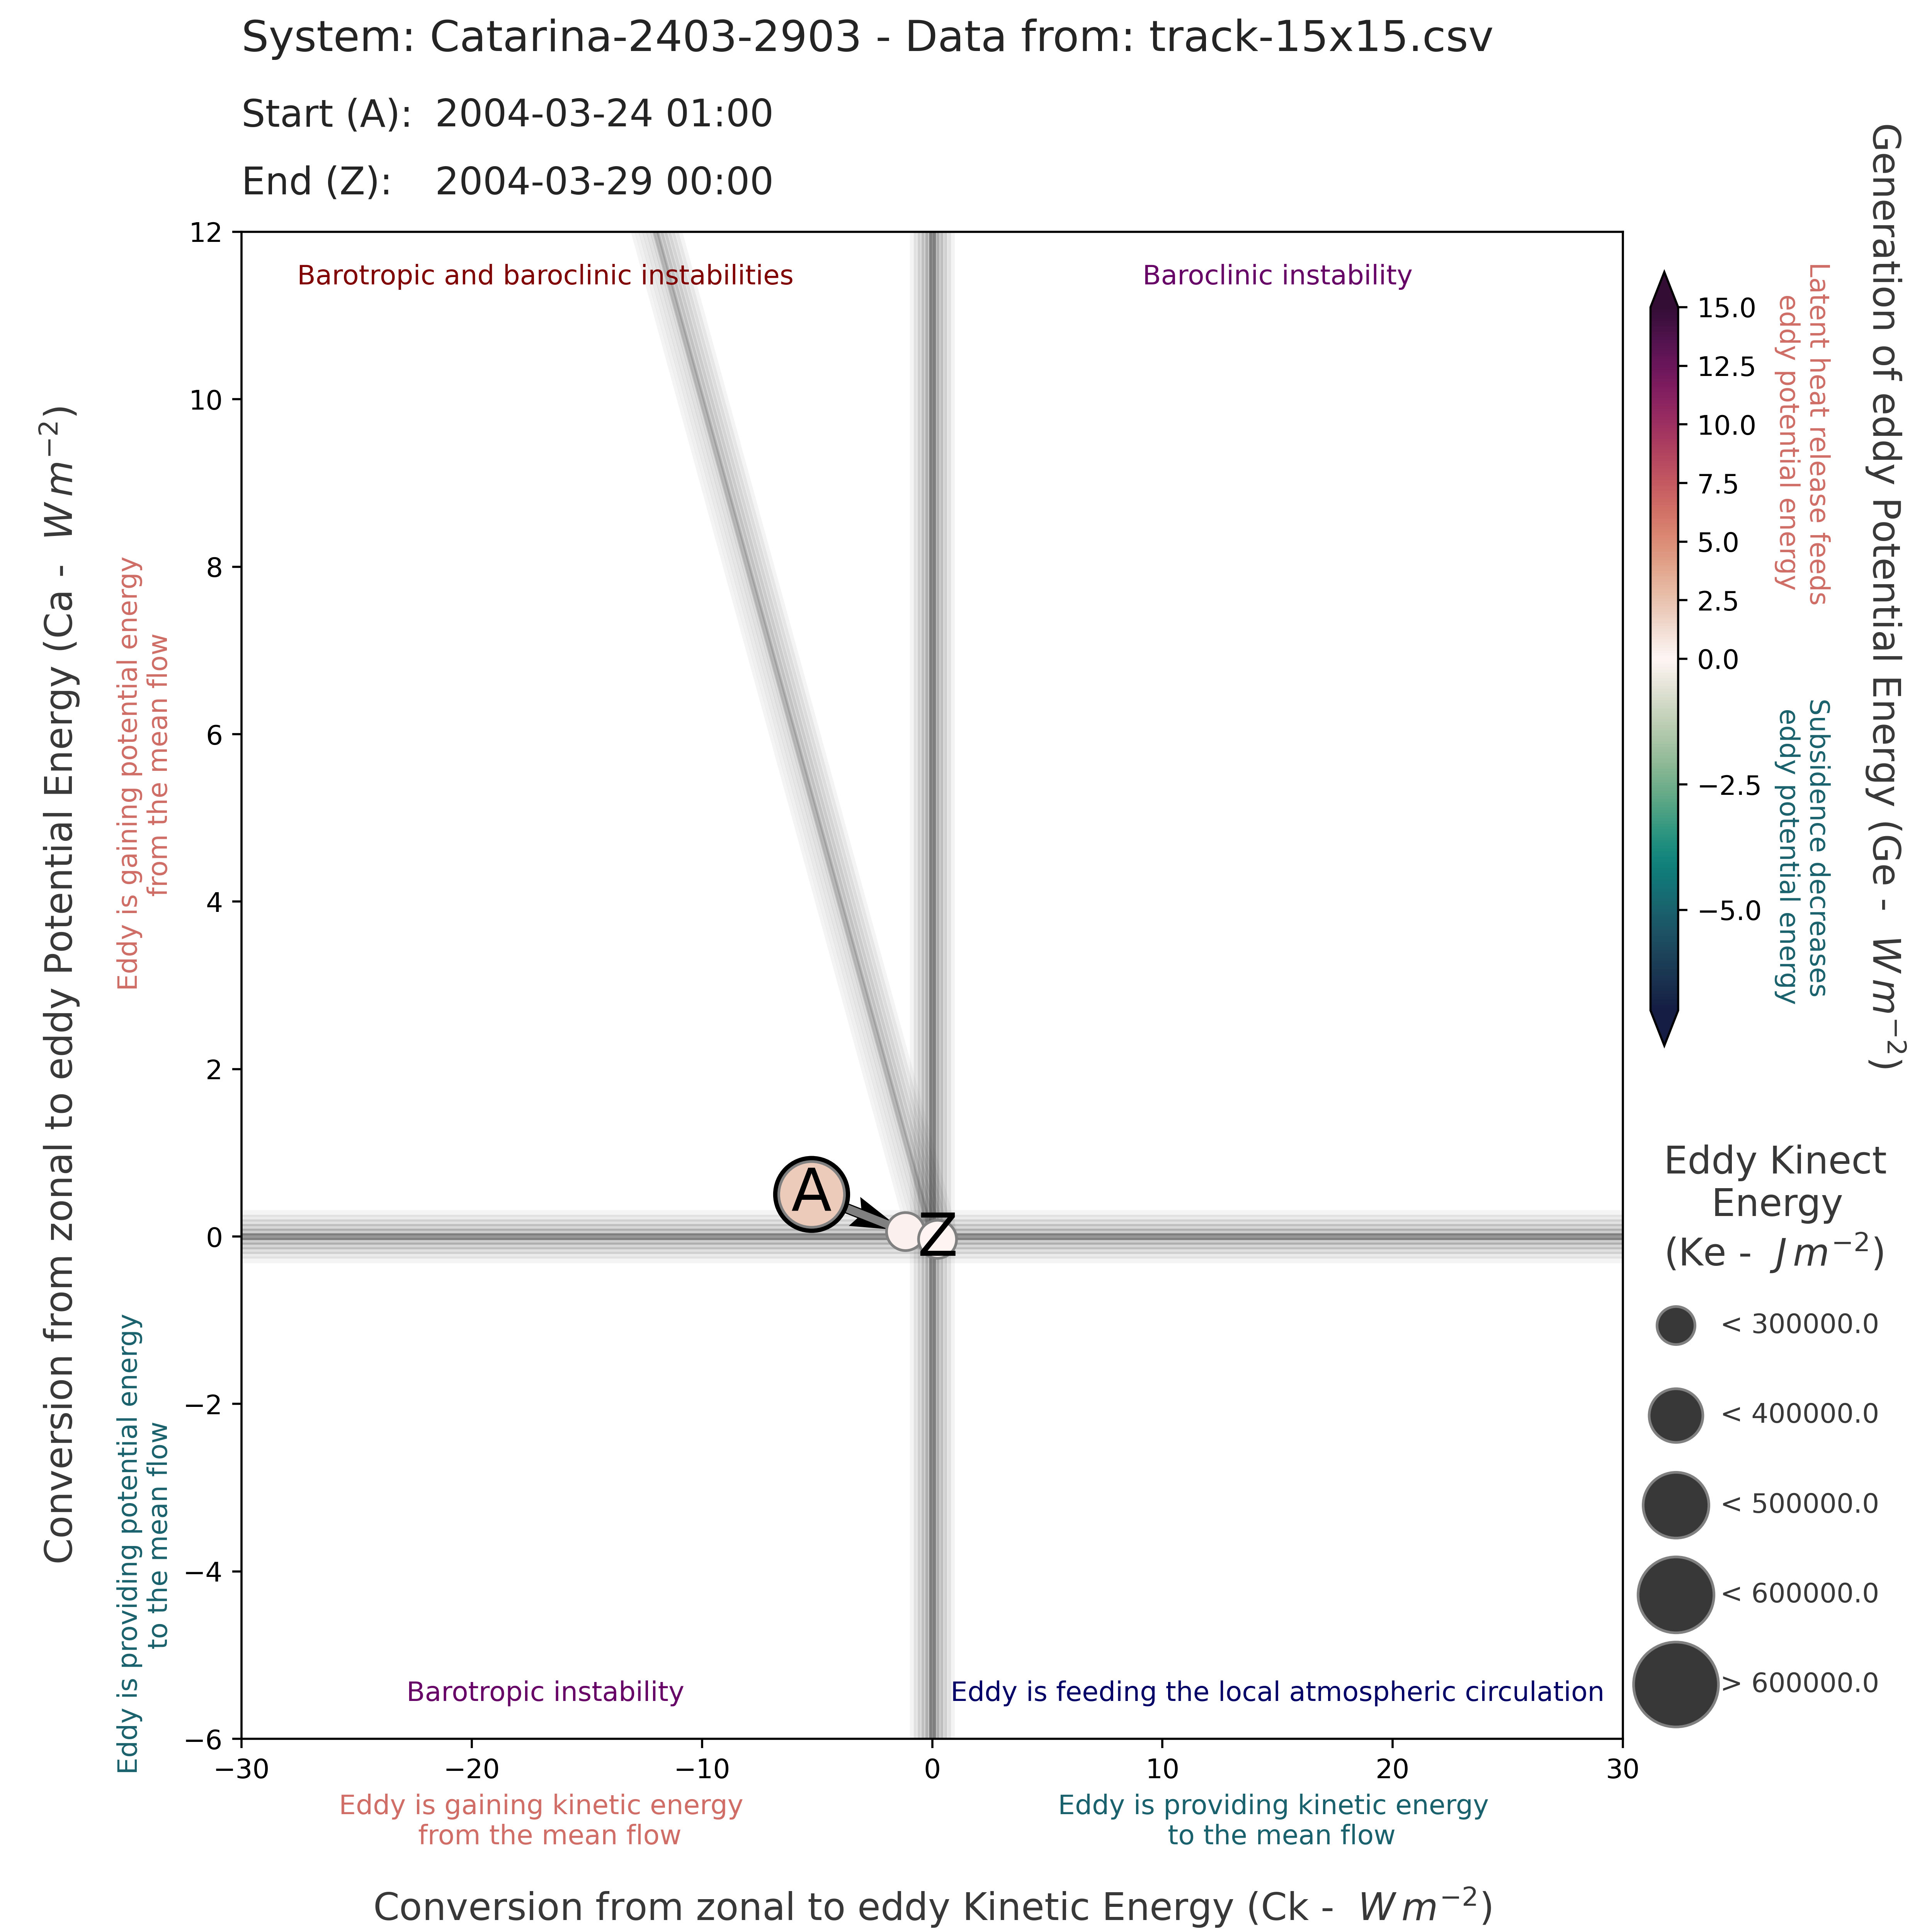 System: Catarina-2403-2903 - Data from: track-15x15.csv
Start (A): 2004-03-24 01:00
End (Z): 2004-03-29 00:00
Barotropic and baroclinic instabilities
Baroclinic instability
Barotropic instability
Eddy is feeding the local atmospheric circulation
A
Z
12
10
8
6
4
2
0
−2
−4
−6
−30
−20
−10
0
10
20
30
Conversion from zonal to eddy Potential Energy (Ca - W m⁻²)
Eddy is gaining potential energy
from the mean flow
Eddy is providing potential energy
to the mean flow
Eddy is gaining kinetic energy
from the mean flow
Eddy is providing kinetic energy
to the mean flow
Conversion from zonal to eddy Kinetic Energy (Ck - W m⁻²)
15.0
12.5
10.0
7.5
5.0
2.5
0.0
−2.5
−5.0
Latent heat release feeds
eddy potential energy
Subsidence decreases
eddy potential energy
Generation of eddy Potential Energy (Ge - W m⁻²)
Eddy Kinect
Energy
(Ke - J m⁻²)
< 300000.0
< 400000.0
< 500000.0
< 600000.0
> 600000.0